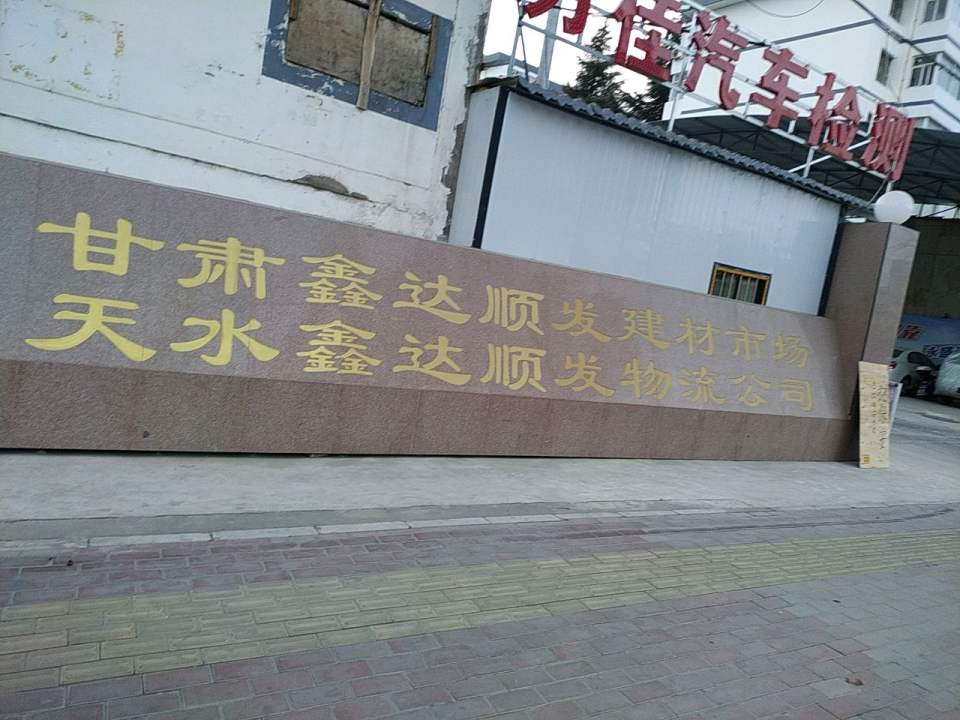 佳汽车检测
甘肃鑫达顺发建材市场
天水鑫达顺发物流公司